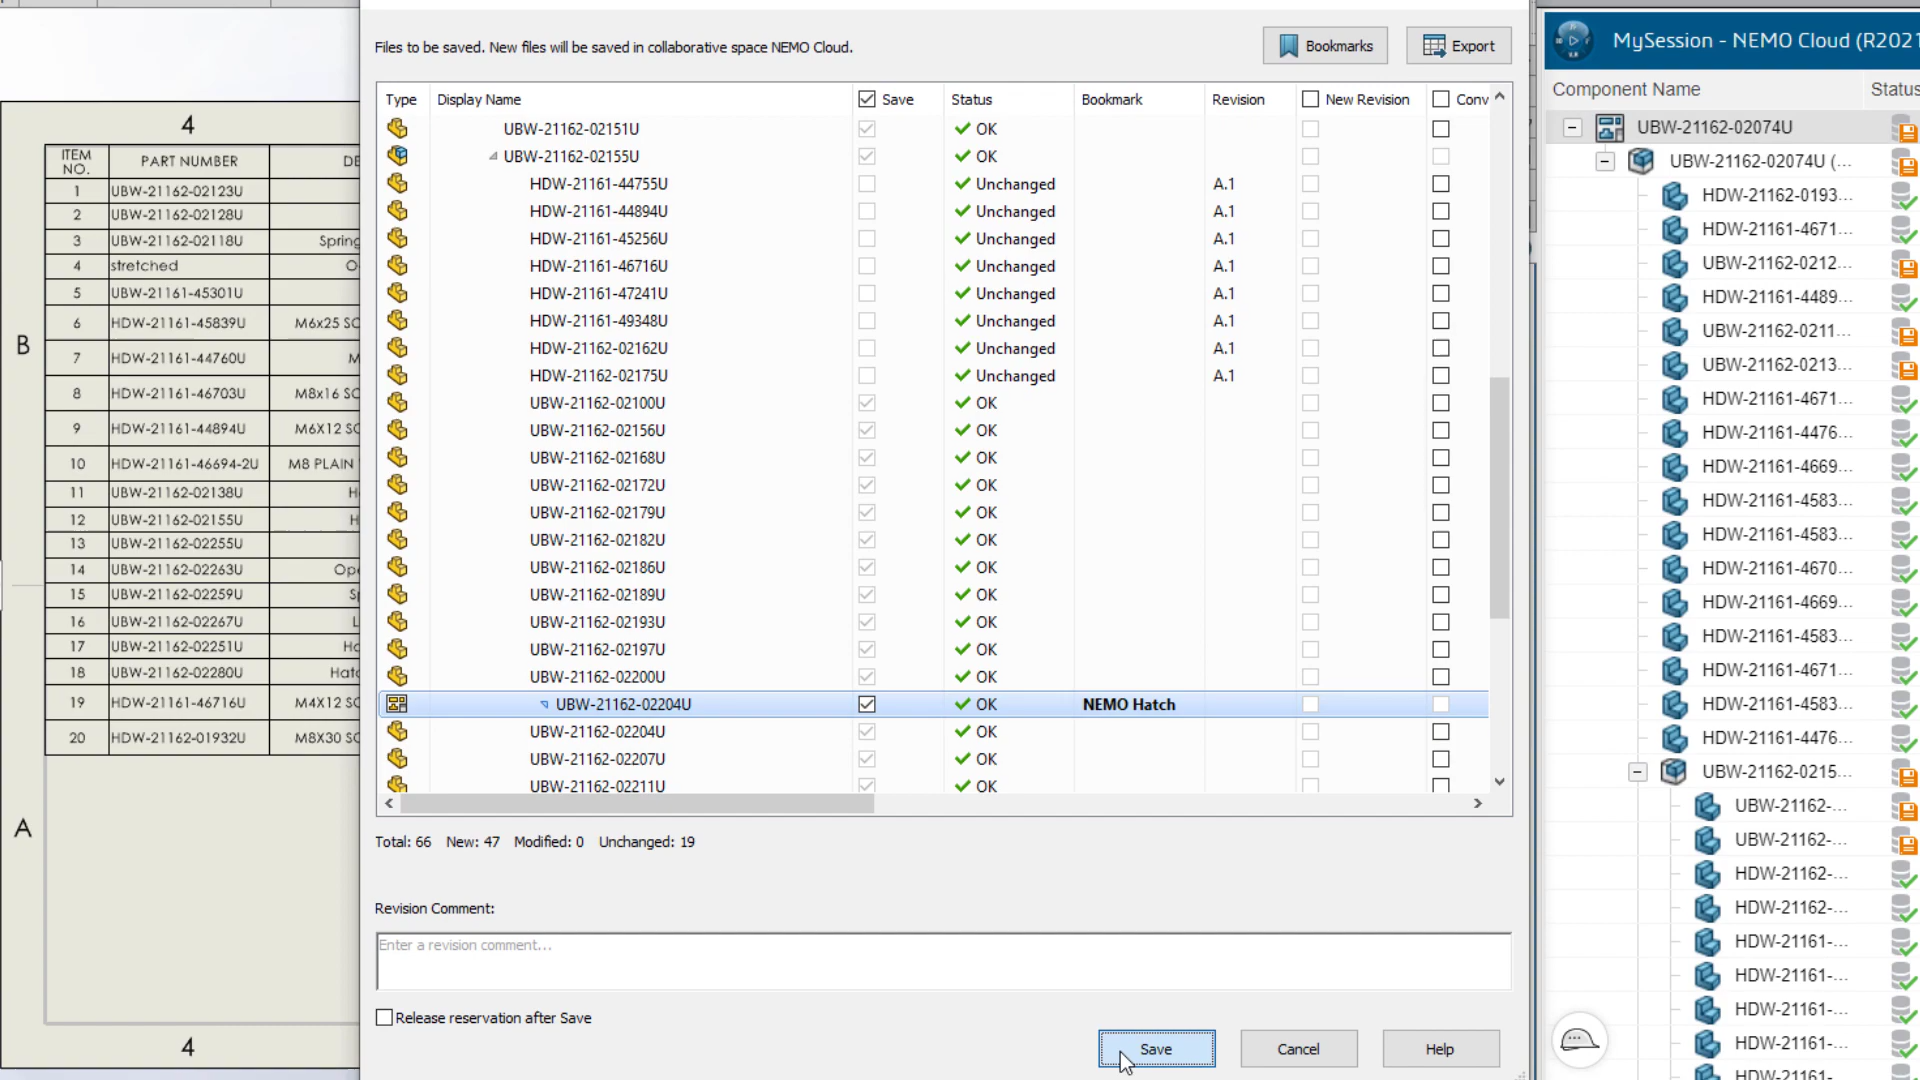 4
ITEM NO. PART NUMBER DE
1 UBW-21162-02123U
2 UBW-21162-02128U
3 UBW-21162-02118U Spring
4 stretched O
5 UBW-21161-45301U
6 HDW-21161-45839U M6x25 SC
7 HDW-21161-44760U M
8 HDW-21161-46703U M8x16 SC
9 HDW-21161-44894U M6X12 SC
10 HDW-21161-46694-2U M8 PLAIN
11 UBW-21162-02138U H
12 UBW-21162-02155U H
13 UBW-21162-02255U
14 UBW-21162-02263U Ope
15 UBW-21162-02259U Sp
16 UBW-21162-02267U L
17 UBW-21162-02251U Ha
18 UBW-21162-02280U Hatc
19 HDW-21161-46716U M4X12 SC
20 HDW-21162-01932U M8X30 SC
B
A
4
Files to be saved. New files will be saved in collaborative space NEMO Cloud.
Bookmarks
Export
Type Display Name Save Status Bookmark Revision New Revision Conv
UBW-21162-02151U OK
UBW-21162-02155U OK
HDW-21161-44755U Unchanged A.1
HDW-21161-44894U Unchanged A.1
HDW-21161-45256U Unchanged A.1
HDW-21161-46716U Unchanged A.1
HDW-21161-47241U Unchanged A.1
HDW-21161-49348U Unchanged A.1
HDW-21162-02162U Unchanged A.1
HDW-21162-02175U Unchanged A.1
UBW-21162-02100U OK
UBW-21162-02156U OK
UBW-21162-02168U OK
UBW-21162-02172U OK
UBW-21162-02179U OK
UBW-21162-02182U OK
UBW-21162-02186U OK
UBW-21162-02189U OK
UBW-21162-02193U OK
UBW-21162-02197U OK
UBW-21162-02200U OK
UBW-21162-02204U OK NEMO Hatch
UBW-21162-02204U OK
UBW-21162-02207U OK
UBW-21162-02211U OK
Total: 66 New: 47 Modified: 0 Unchanged: 19
Revision Comment:
Enter a revision comment...
Release reservation after Save
Save
Cancel
Help
MySession - NEMO Cloud (R2021
Component Name Status
UBW-21162-02074U
UBW-21162-02074U (...
HDW-21162-0193...
HDW-21161-4671...
UBW-21162-0212...
HDW-21161-4489...
UBW-21162-0211...
UBW-21162-0213...
HDW-21161-4671...
HDW-21161-4476...
HDW-21161-4669...
HDW-21161-4583...
HDW-21161-4583...
HDW-21161-4670...
HDW-21161-4669...
HDW-21161-4583...
HDW-21161-4671...
HDW-21161-4583...
HDW-21161-4476...
UBW-21162-0215...
UBW-21162-...
UBW-21162-...
HDW-21162-...
HDW-21162-...
HDW-21161-...
HDW-21161-...
HDW-21161-...
HDW-21161-...
HDW-21161-...